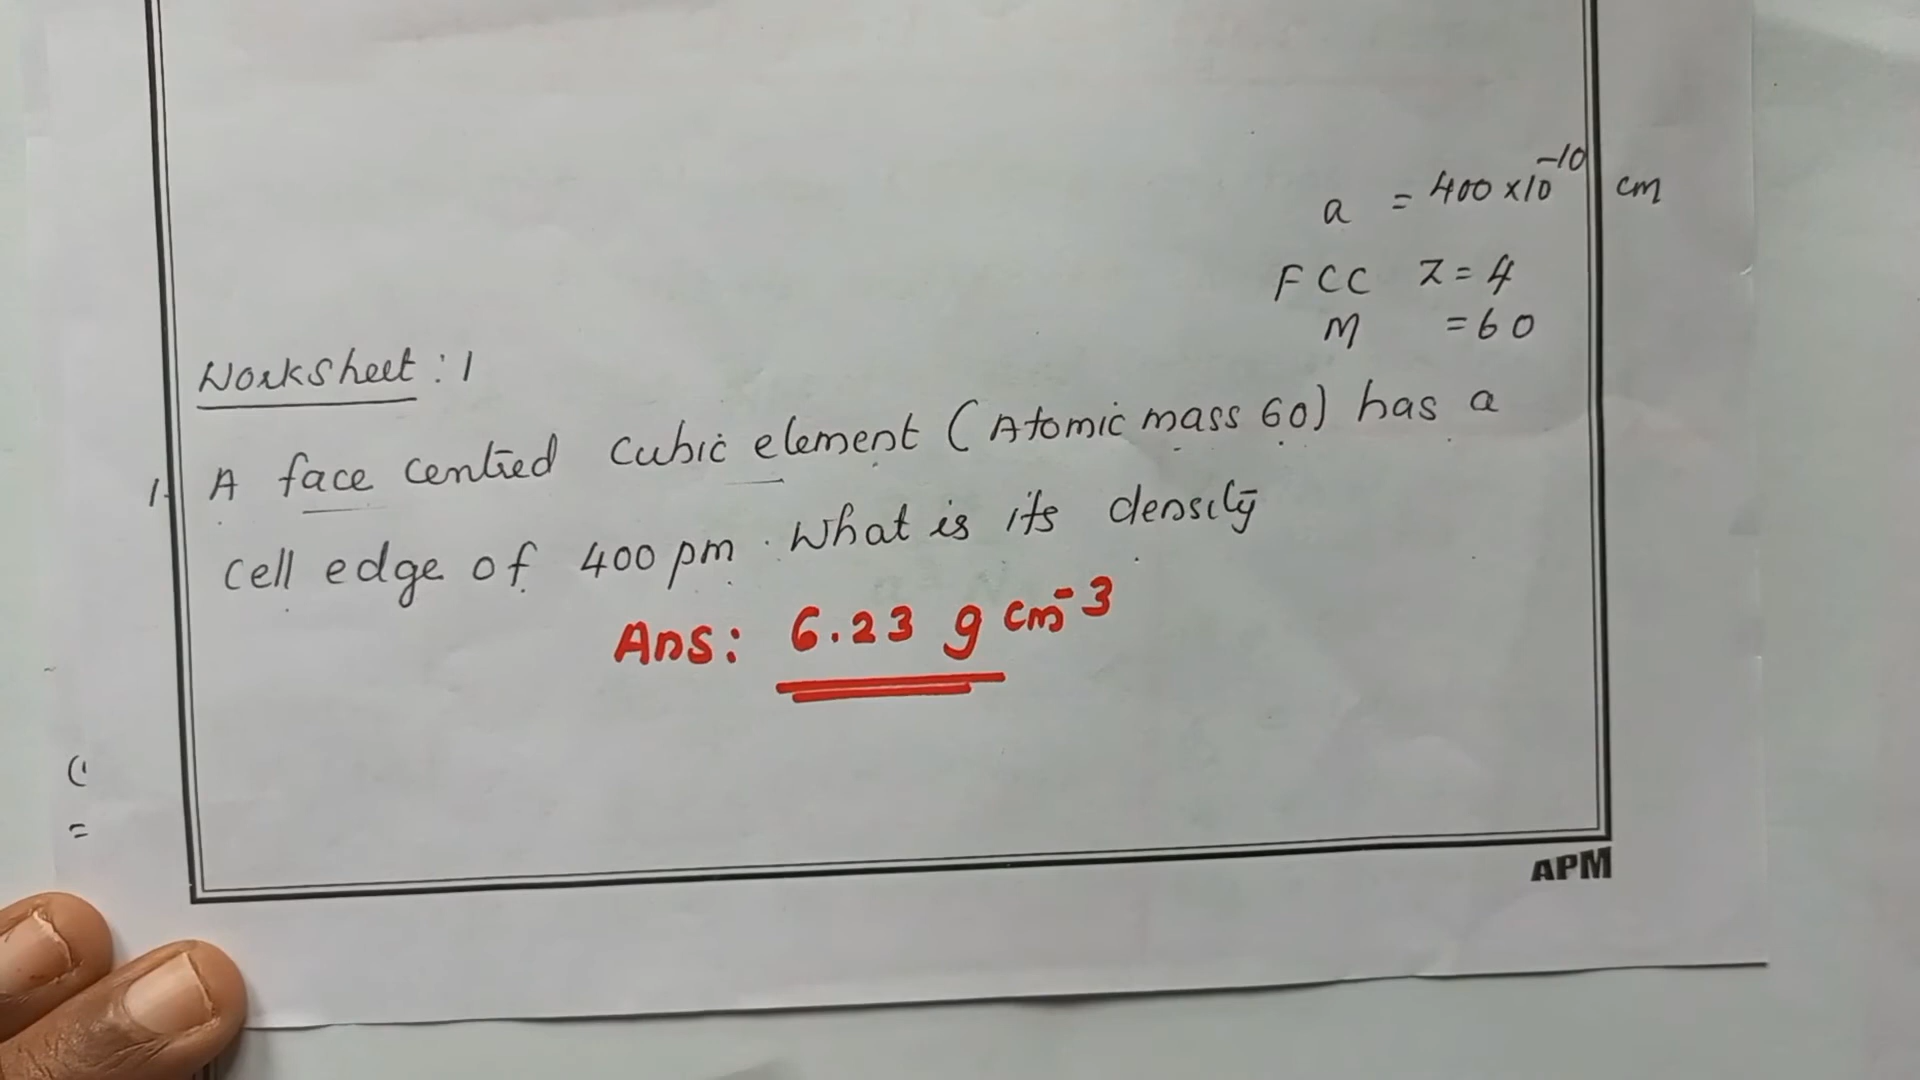 a = 400 x10⁻¹⁰ cm
FCC Z=4
M =60
Worksheet : 1
1. A face centred cubic element (Atomic mass 60) has a
cell edge of 400 pm. What is its density
Ans: 6.23 g cm⁻³
(
=
APM